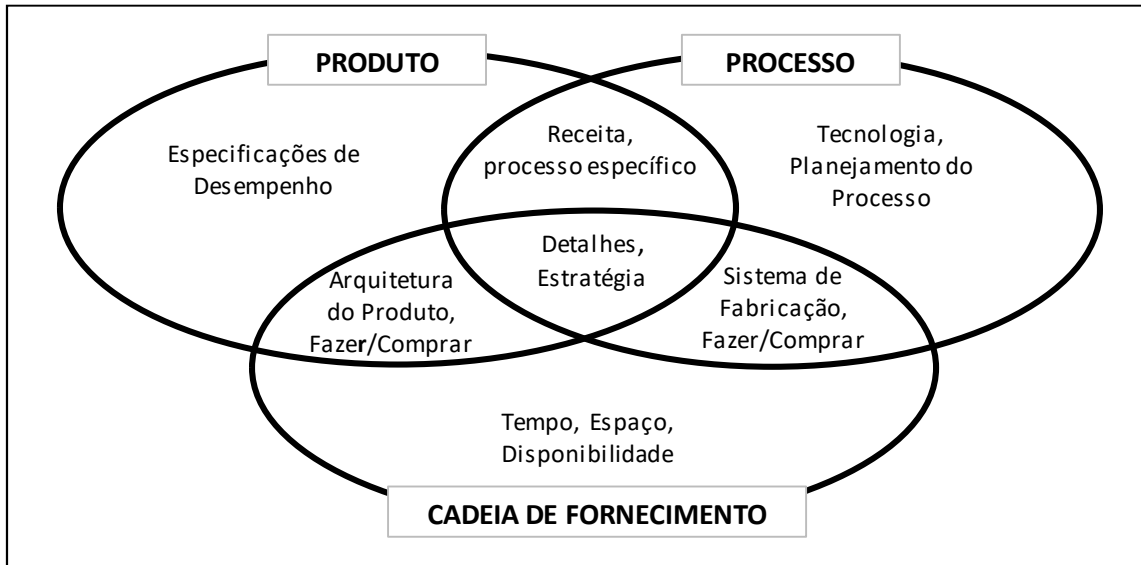 PRODUTO
PROCESSO
Especificações de
Desempenho
Receita,
processo específico
Tecnologia,
Planejamento do
Processo
Arquitetura
do Produto,
Fazer/Comprar
Detalhes,
Estratégia
Sistema de
Fabricação,
Fazer/Comprar
Tempo, Espaço,
Disponibilidade
CADEIA DE FORNECIMENTO